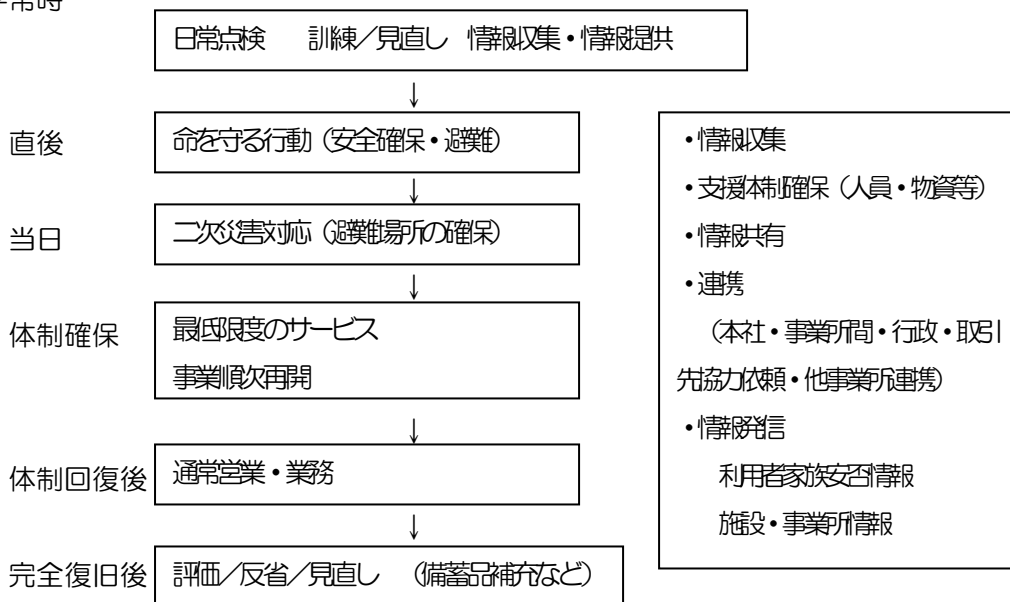 日常点検　訓練／見直し　情報収集・情報提供
↓
直後
命を守る行動（安全確保・避難）
↓
当日
二次災害対応（避難場所の確保）
↓
体制確保
最低限度のサービス
事業順次再開
↓
体制回復後
通常営業・業務
↓
完全復旧後
評価／反省／見直し　（備蓄品補充など）
・情報収集
・支援体制確保（人員・物資等）
・情報共有
・連携
（本社・事業所間・行政・取引
先協力依頼・他事業所連携）
・情報発信
利用者家族安否情報
施設・事業所情報